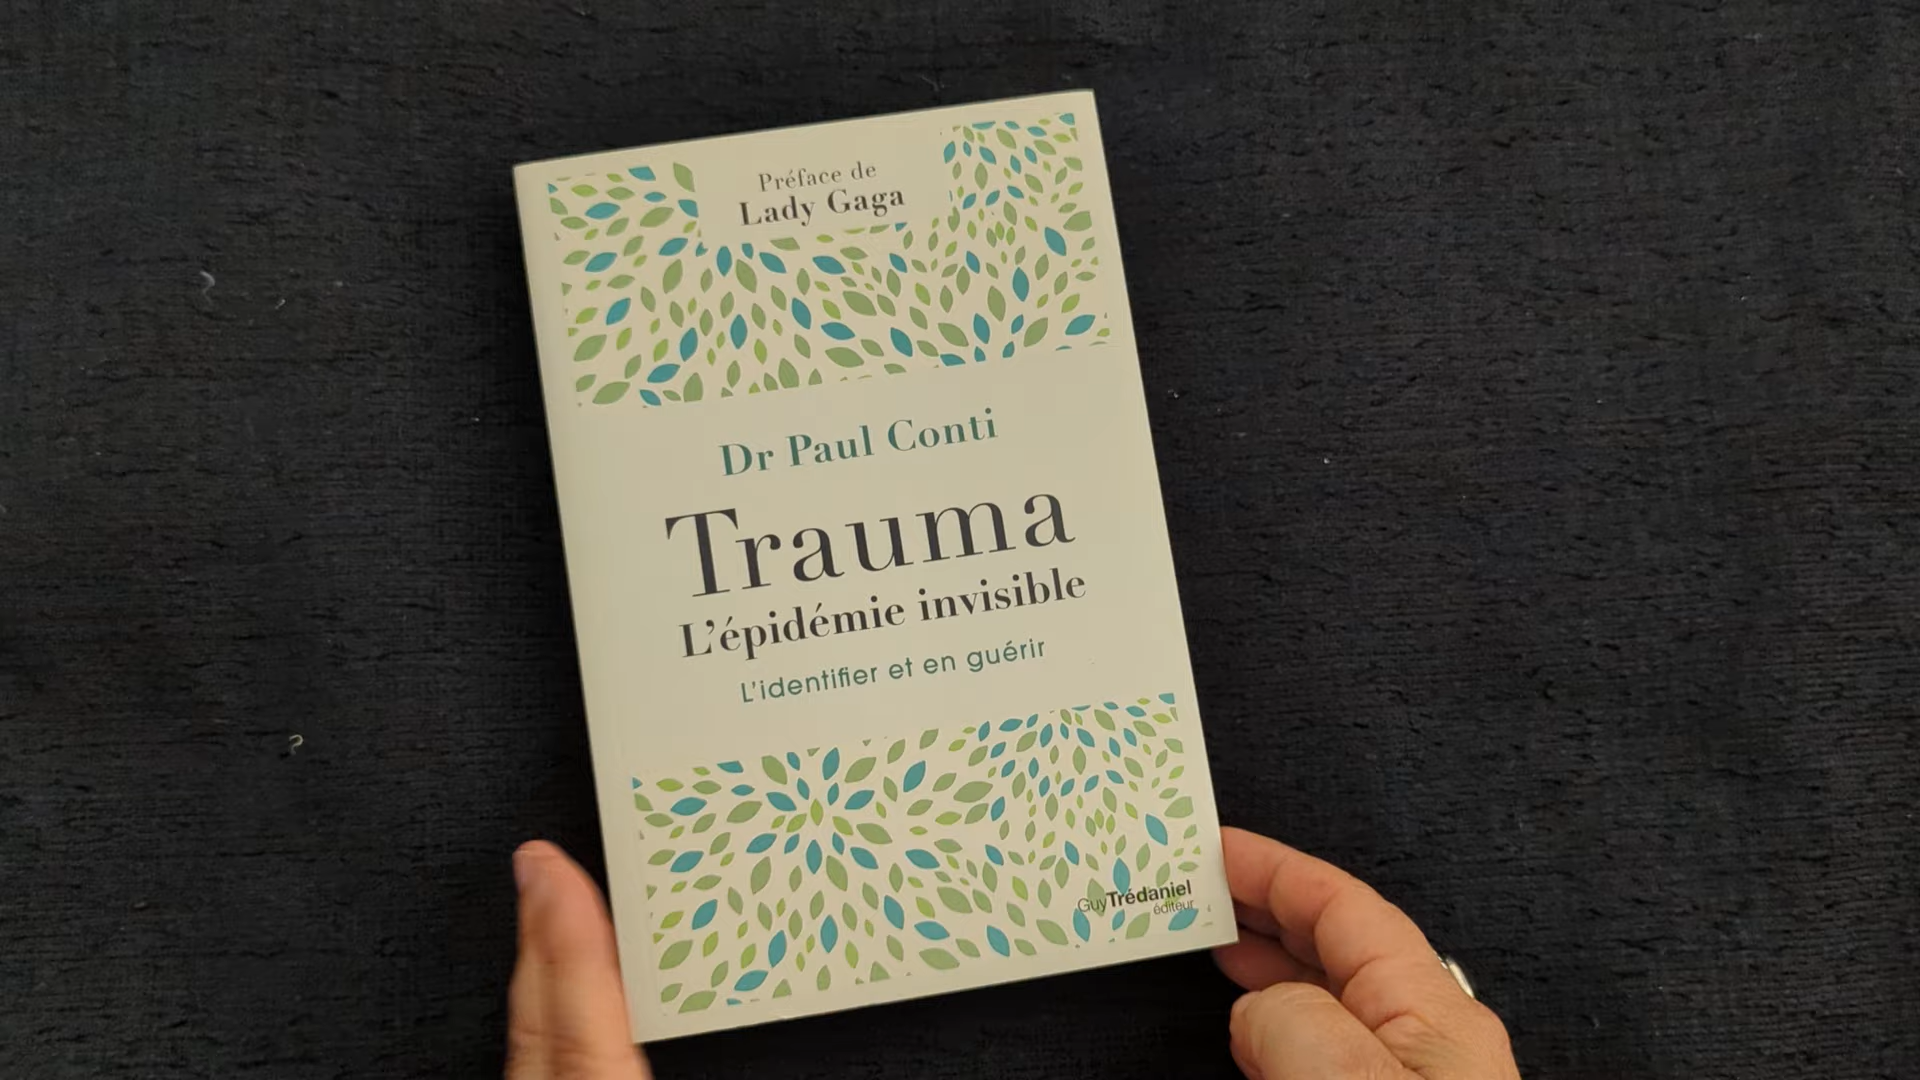 Préface de
Lady Gaga
Dr Paul Conti
Trauma
L'épidémie invisible
L'identifier et en guérir
GuyTrédaniel
éditeur